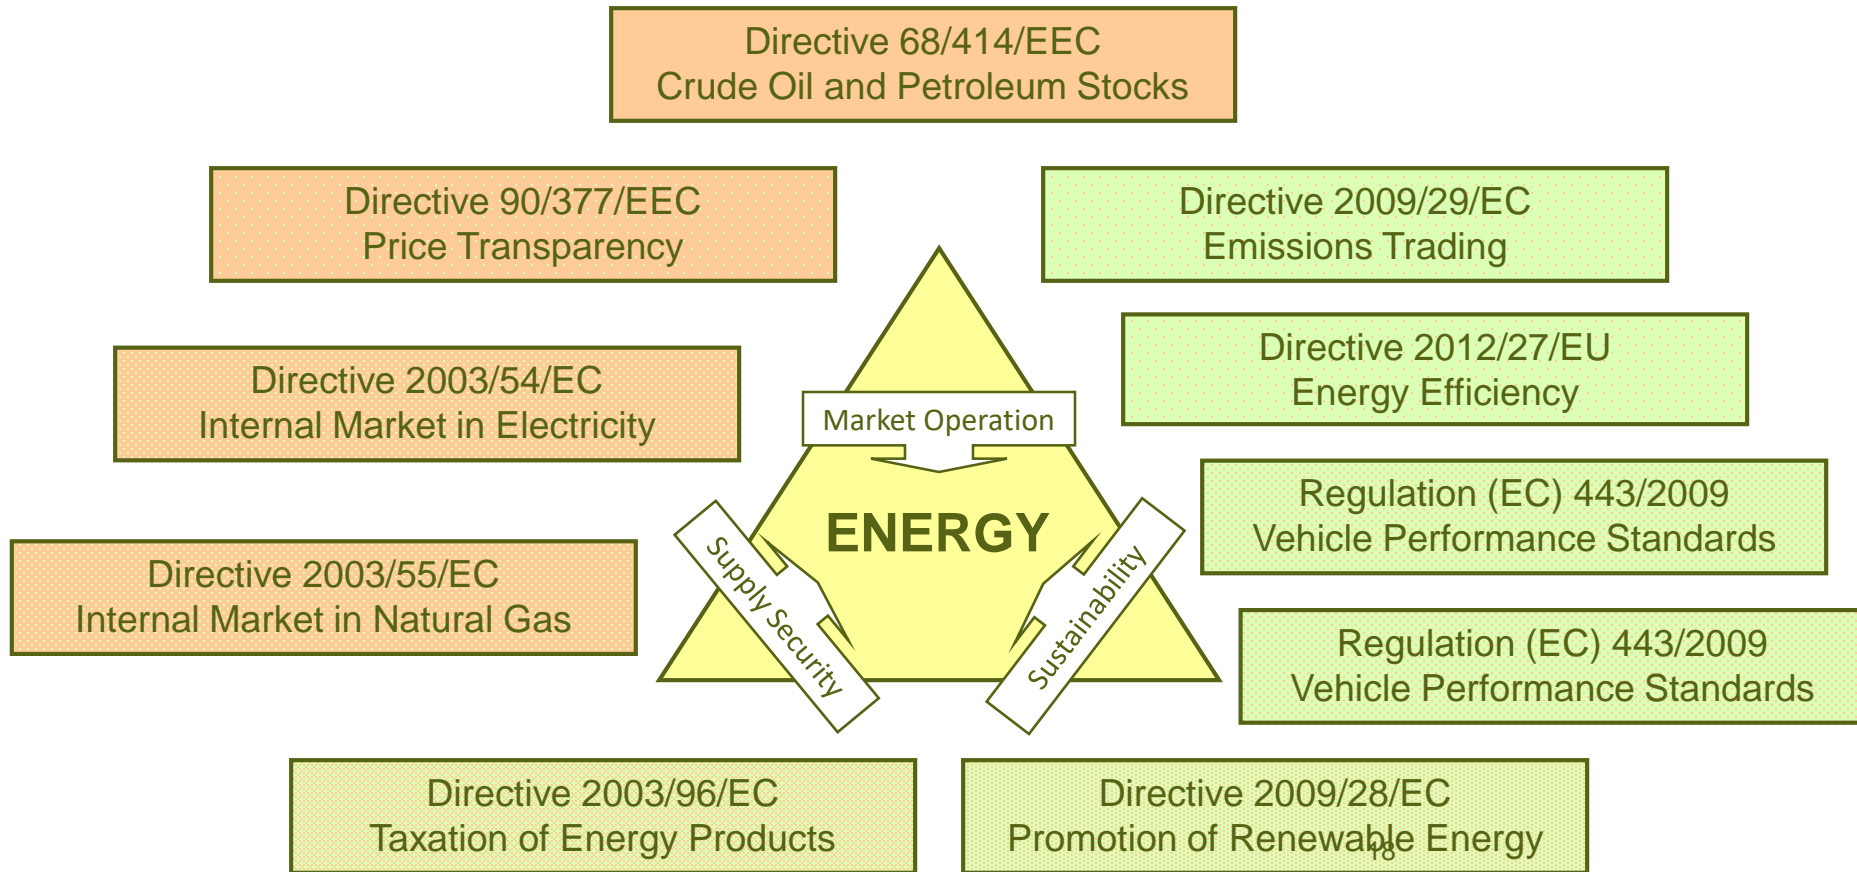 Directive 68/414/EEC
Crude Oil and Petroleum Stocks
Directive 90/377/EEC
Price Transparency
Directive 2009/29/EC
Emissions Trading
Directive 2012/27/EU
Energy Efficiency
Directive 2003/54/EC
Internal Market in Electricity
Market Operation
Regulation (EC) 443/2009
Vehicle Performance Standards
ENERGY
Supply Security
Sustainability
Directive 2003/55/EC
Internal Market in Natural Gas
Regulation (EC) 443/2009
Vehicle Performance Standards
Directive 2003/96/EC
Taxation of Energy Products
Directive 2009/28/EC
Promotion of Renewable Energy
18